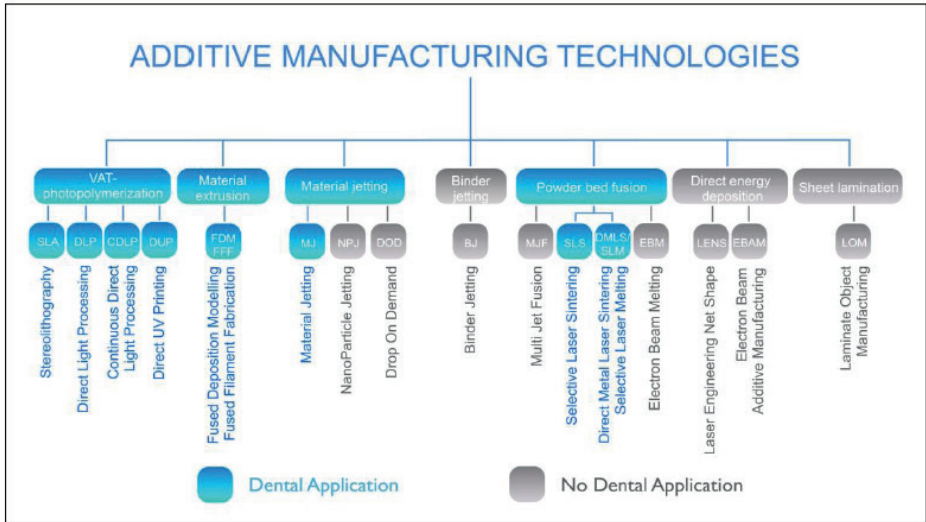 ADDITIVE MANUFACTURING TECHNOLOGIES
VAT-
photopolymerization
Material
extrusion
Material jetting
Binder
jetting
Powder bed fusion
Direct energy
deposition
Sheet lamination
SLA
DLP
CDLP
DUP
FDM
FFF
MJ
NPJ
DOD
BJ
MJF
SLS
DMLS/
SLM
EBM
LENS
EBAM
LOM
Stereolithography
Direct Light Processing
Continuous Direct
Light Processing
Direct UV Printing
Fused Deposition Modelling
Fused Filament Fabrication
Material Jetting
NanoParticle Jetting
Drop On Demand
Binder Jetting
Multi Jet Fusion
Selective Laser Sintering
Direct Metal Laser Sintering
Selective Laser Melting
Electron Beam Melting
Laser Engineering Net Shape
Electron Beam
Additive Manufacturing
Laminate Object
Manufacturing
Dental Application
No Dental Application